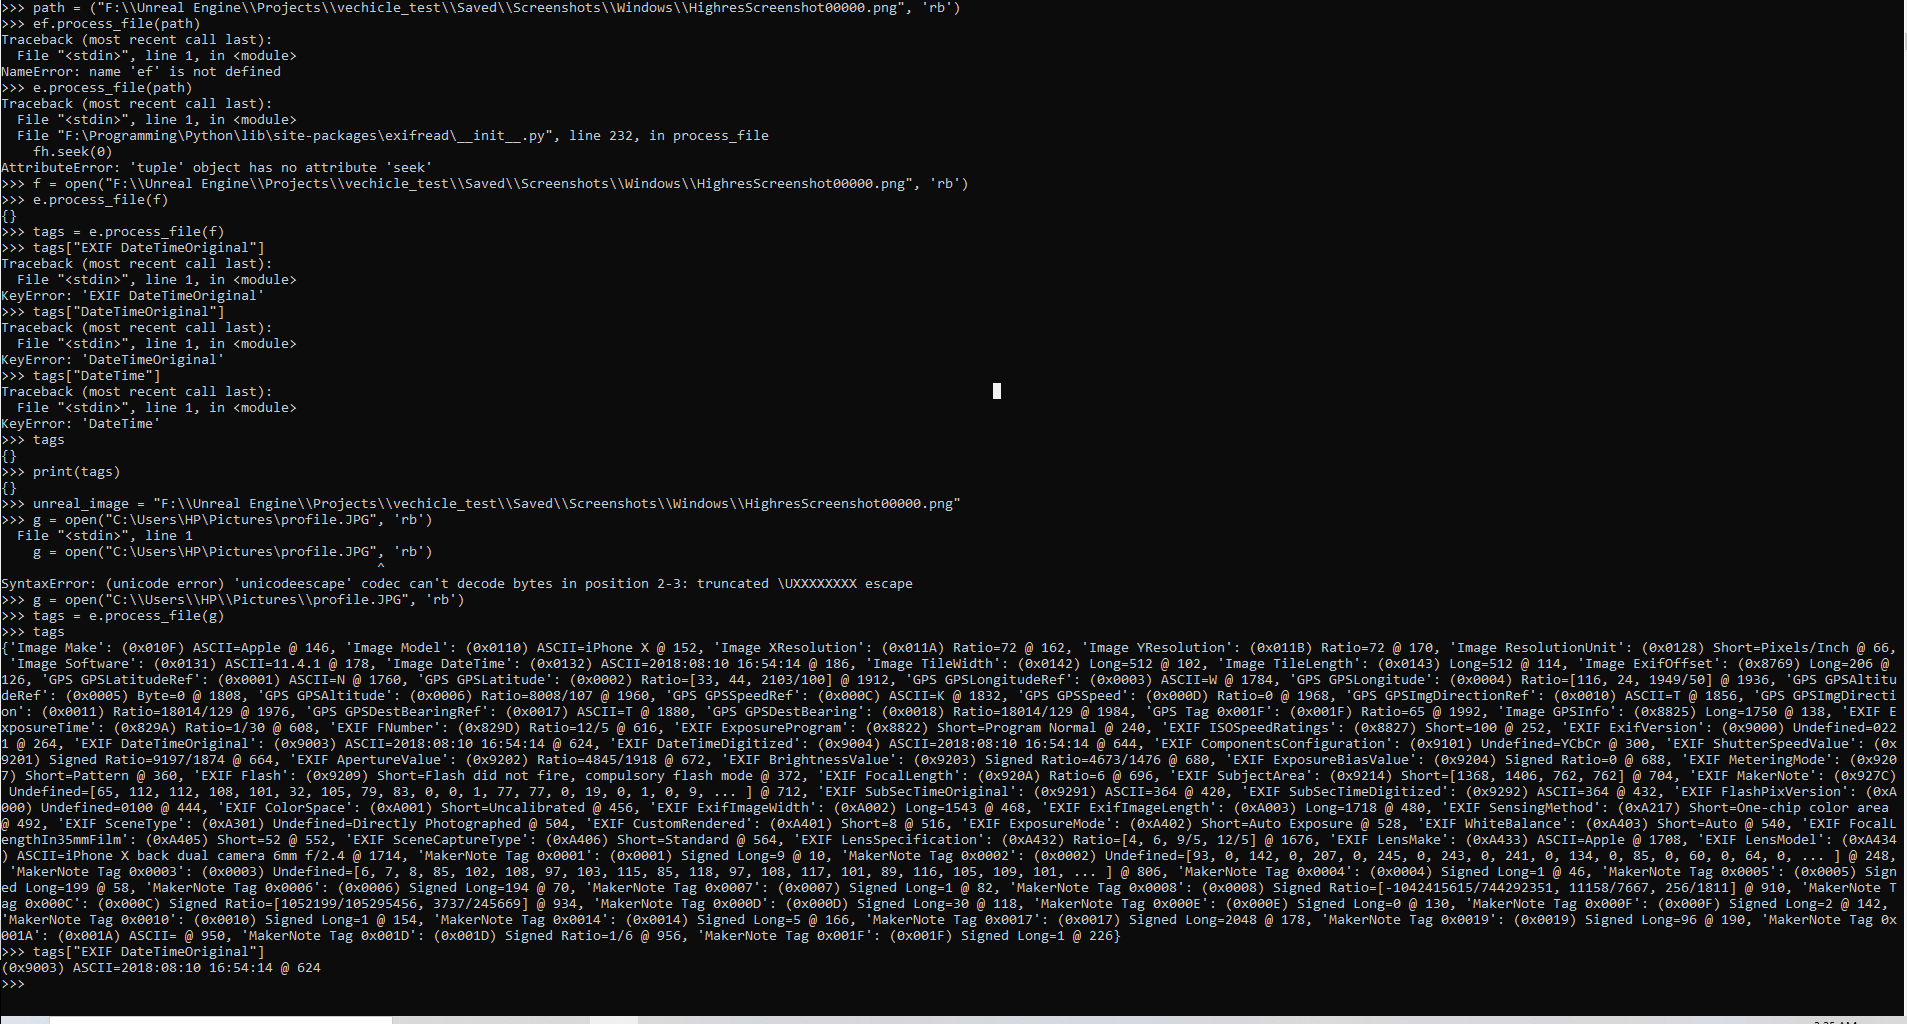 >>> path = ("F:\\Unreal Engine\\Projects\\vechicle_test\\Saved\\Screenshots\\Windows\\HighresScreenshot00000.png", 'rb')
>>> ef.process_file(path)
Traceback (most recent call last):
  File "<stdin>", line 1, in <module>
NameError: name 'ef' is not defined
>>> e.process_file(path)
Traceback (most recent call last):
  File "<stdin>", line 1, in <module>
  File "F:\Programming\Python\lib\site-packages\exifread\__init__.py", line 232, in process_file
    fh.seek(0)
AttributeError: 'tuple' object has no attribute 'seek'
>>> f = open("F:\\Unreal Engine\\Projects\\vechicle_test\\Saved\\Screenshots\\Windows\\HighresScreenshot00000.png", 'rb')
>>> e.process_file(f)
{}
>>> tags = e.process_file(f)
>>> tags["EXIF DateTimeOriginal"]
Traceback (most recent call last):
  File "<stdin>", line 1, in <module>
KeyError: 'EXIF DateTimeOriginal'
>>> tags["DateTimeOriginal"]
Traceback (most recent call last):
  File "<stdin>", line 1, in <module>
KeyError: 'DateTimeOriginal'
>>> tags["DateTime"]
Traceback (most recent call last):
  File "<stdin>", line 1, in <module>
KeyError: 'DateTime'
>>> tags
{}
>>> print(tags)
{}
>>> unreal_image = "F:\\Unreal Engine\\Projects\\vechicle_test\\Saved\\Screenshots\\Windows\\HighresScreenshot00000.png"
>>> g = open("C:\Users\HP\Pictures\profile.JPG", 'rb')
  File "<stdin>", line 1
    g = open("C:\Users\HP\Pictures\profile.JPG", 'rb')
                                               ^
SyntaxError: (unicode error) 'unicodeescape' codec can't decode bytes in position 2-3: truncated \UXXXXXXXX escape
>>> g = open("C:\\Users\\HP\\Pictures\\profile.JPG", 'rb')
>>> tags = e.process_file(g)
>>> tags
{'Image Make': (0x010F) ASCII=Apple @ 146, 'Image Model': (0x0110) ASCII=iPhone X @ 152, 'Image XResolution': (0x011A) Ratio=72 @ 162, 'Image YResolution': (0x011B) Ratio=72 @ 170, 'Image ResolutionUnit': (0x0128) Short=Pixels/Inch @ 66,
 'Image Software': (0x0131) ASCII=11.4.1 @ 178, 'Image DateTime': (0x0132) ASCII=2018:08:10 16:54:14 @ 186, 'Image TileWidth': (0x0142) Long=512 @ 102, 'Image TileLength': (0x0143) Long=512 @ 114, 'Image ExifOffset': (0x8769) Long=206 @
126, 'GPS GPSLatitudeRef': (0x0001) ASCII=N @ 1760, 'GPS GPSLatitude': (0x0002) Ratio=[33, 44, 2103/100] @ 1912, 'GPS GPSLongitudeRef': (0x0003) ASCII=W @ 1784, 'GPS GPSLongitude': (0x0004) Ratio=[116, 24, 1949/50] @ 1936, 'GPS GPSAltitu
deRef': (0x0005) Byte=0 @ 1808, 'GPS GPSAltitude': (0x0006) Ratio=8008/107 @ 1960, 'GPS GPSSpeedRef': (0x000C) ASCII=K @ 1832, 'GPS GPSSpeed': (0x000D) Ratio=0 @ 1968, 'GPS GPSImgDirectionRef': (0x0010) ASCII=T @ 1856, 'GPS GPSImgDirecti
on': (0x0011) Ratio=18014/129 @ 1976, 'GPS GPSDestBearingRef': (0x0017) ASCII=T @ 1880, 'GPS GPSDestBearing': (0x0018) Ratio=18014/129 @ 1984, 'GPS Tag 0x001F': (0x001F) Ratio=65 @ 1992, 'Image GPSInfo': (0x8825) Long=1750 @ 138, 'EXIF E
xposureTime': (0x829A) Ratio=1/30 @ 608, 'EXIF FNumber': (0x829D) Ratio=12/5 @ 616, 'EXIF ExposureProgram': (0x8822) Short=Program Normal @ 240, 'EXIF ISOSpeedRatings': (0x8827) Short=100 @ 252, 'EXIF ExifVersion': (0x9000) Undefined=022
1 @ 264, 'EXIF DateTimeOriginal': (0x9003) ASCII=2018:08:10 16:54:14 @ 624, 'EXIF DateTimeDigitized': (0x9004) ASCII=2018:08:10 16:54:14 @ 644, 'EXIF ComponentsConfiguration': (0x9101) Undefined=YCbCr @ 300, 'EXIF ShutterSpeedValue': (0x
9201) Signed Ratio=9197/1874 @ 664, 'EXIF ApertureValue': (0x9202) Ratio=4845/1918 @ 672, 'EXIF BrightnessValue': (0x9203) Signed Ratio=4673/1476 @ 680, 'EXIF ExposureBiasValue': (0x9204) Signed Ratio=0 @ 688, 'EXIF MeteringMode': (0x920
7) Short=Pattern @ 360, 'EXIF Flash': (0x9209) Short=Flash did not fire, compulsory flash mode @ 372, 'EXIF FocalLength': (0x920A) Ratio=6 @ 696, 'EXIF SubjectArea': (0x9214) Short=[1368, 1406, 762, 762] @ 704, 'EXIF MakerNote': (0x927C)
 Undefined=[65, 112, 112, 108, 101, 32, 105, 79, 83, 0, 0, 1, 77, 77, 0, 19, 0, 1, 0, 9, ... ] @ 712, 'EXIF SubSecTimeOriginal': (0x9291) ASCII=364 @ 420, 'EXIF SubSecTimeDigitized': (0x9292) ASCII=364 @ 432, 'EXIF FlashPixVersion': (0xA
000) Undefined=0100 @ 444, 'EXIF ColorSpace': (0xA001) Short=Uncalibrated @ 456, 'EXIF ExifImageWidth': (0xA002) Long=1543 @ 468, 'EXIF ExifImageLength': (0xA003) Long=1718 @ 480, 'EXIF SensingMethod': (0xA217) Short=One-chip color area
@ 492, 'EXIF SceneType': (0xA301) Undefined=Directly Photographed @ 504, 'EXIF CustomRendered': (0xA401) Short=8 @ 516, 'EXIF ExposureMode': (0xA402) Short=Auto Exposure @ 528, 'EXIF WhiteBalance': (0xA403) Short=Auto @ 540, 'EXIF FocalL
engthIn35mmFilm': (0xA405) Short=52 @ 552, 'EXIF SceneCaptureType': (0xA406) Short=Standard @ 564, 'EXIF LensSpecification': (0xA432) Ratio=[4, 6, 9/5, 12/5] @ 1676, 'EXIF LensMake': (0xA433) ASCII=Apple @ 1708, 'EXIF LensModel': (0xA434
) ASCII=iPhone X back dual camera 6mm f/2.4 @ 1714, 'MakerNote Tag 0x0001': (0x0001) Signed Long=9 @ 10, 'MakerNote Tag 0x0002': (0x0002) Undefined=[93, 0, 142, 0, 207, 0, 245, 0, 243, 0, 241, 0, 134, 0, 85, 0, 60, 0, 64, 0, ... ] @ 248,
 'MakerNote Tag 0x0003': (0x0003) Undefined=[6, 7, 8, 85, 102, 108, 97, 103, 115, 85, 118, 97, 108, 117, 101, 89, 116, 105, 109, 101, ... ] @ 806, 'MakerNote Tag 0x0004': (0x0004) Signed Long=1 @ 46, 'MakerNote Tag 0x0005': (0x0005) Sign
ed Long=199 @ 58, 'MakerNote Tag 0x0006': (0x0006) Signed Long=194 @ 70, 'MakerNote Tag 0x0007': (0x0007) Signed Long=1 @ 82, 'MakerNote Tag 0x0008': (0x0008) Signed Ratio=[-1042415615/744292351, 11158/7667, 256/1811] @ 910, 'MakerNote T
ag 0x000C': (0x000C) Signed Ratio=[1052199/105295456, 3737/245669] @ 934, 'MakerNote Tag 0x000D': (0x000D) Signed Long=30 @ 118, 'MakerNote Tag 0x000E': (0x000E) Signed Long=0 @ 130, 'MakerNote Tag 0x000F': (0x000F) Signed Long=2 @ 142,
'MakerNote Tag 0x0010': (0x0010) Signed Long=1 @ 154, 'MakerNote Tag 0x0014': (0x0014) Signed Long=5 @ 166, 'MakerNote Tag 0x0017': (0x0017) Signed Long=2048 @ 178, 'MakerNote Tag 0x0019': (0x0019) Signed Long=96 @ 190, 'MakerNote Tag 0x
001A': (0x001A) ASCII= @ 950, 'MakerNote Tag 0x001D': (0x001D) Signed Ratio=1/6 @ 956, 'MakerNote Tag 0x001F': (0x001F) Signed Long=1 @ 226}
>>> tags["EXIF DateTimeOriginal"]
(0x9003) ASCII=2018:08:10 16:54:14 @ 624
>>>